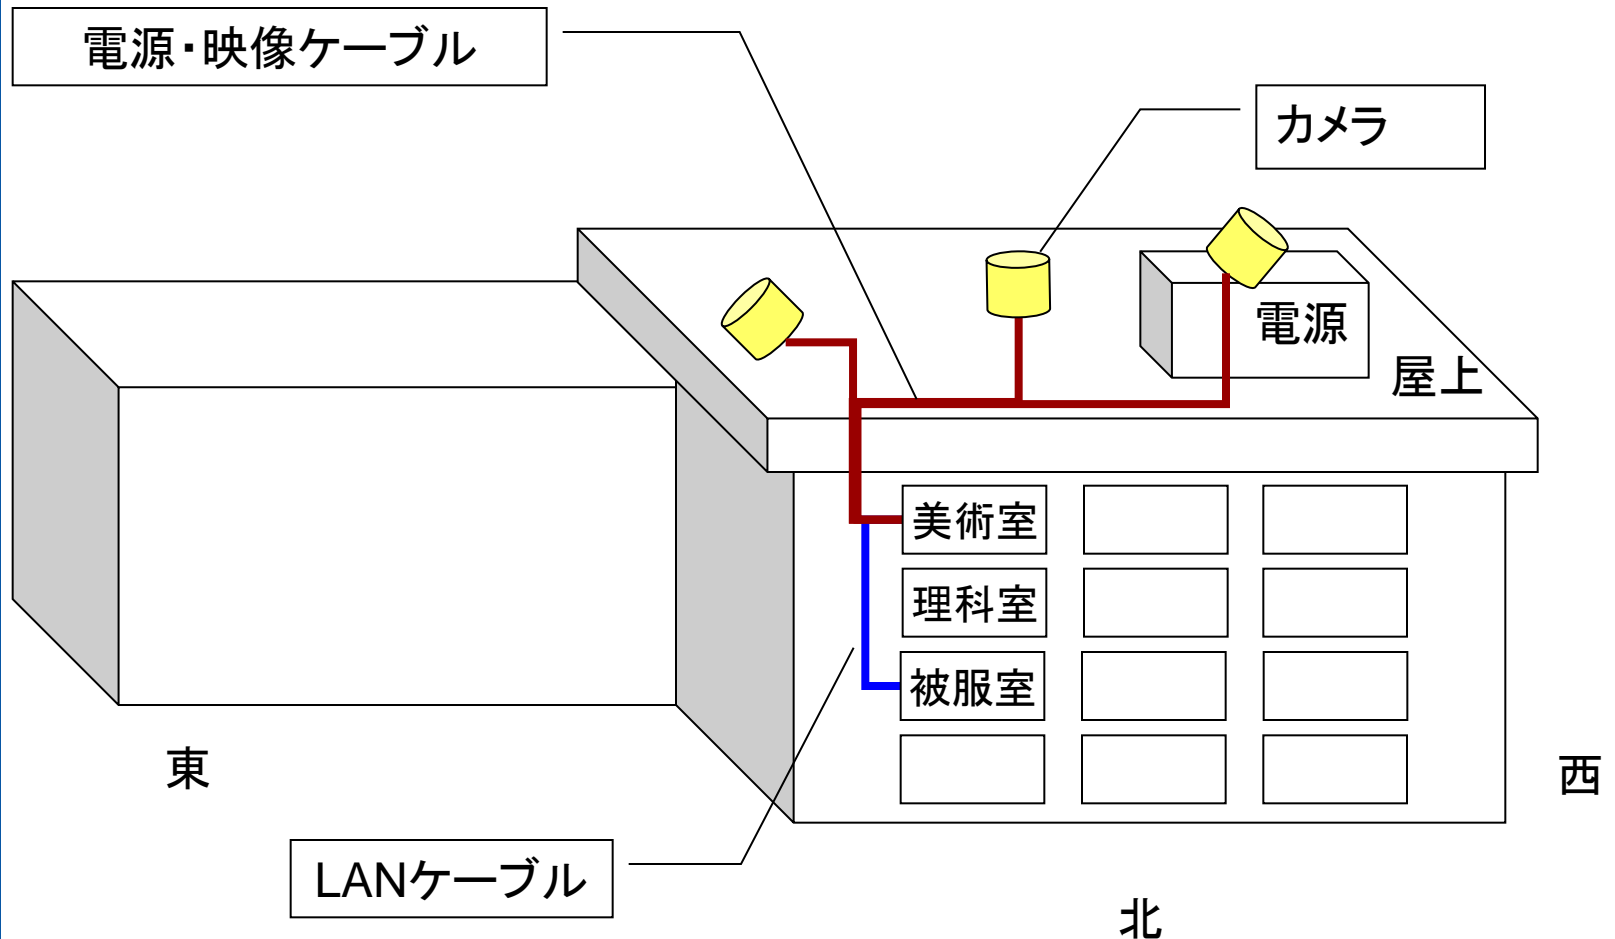 電源・映像ケーブル
カメラ
電源
屋上
美術室
理科室
被服室
東
西
LANケーブル
北